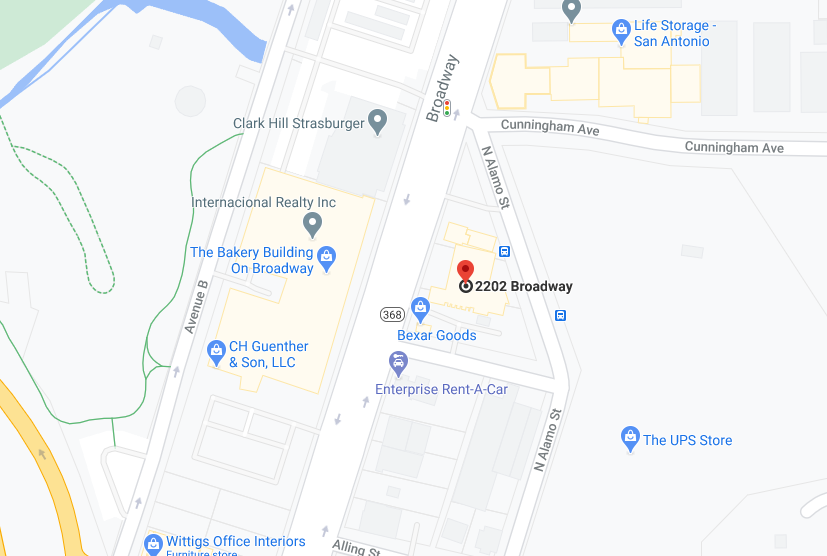 Life Storage -
San Antonio
Broadway
Clark Hill Strasburger
Cunningham Ave
Cunningham Ave
N Alamo St
Internacional Realty Inc
The Bakery Building
On Broadway
2202 Broadway
Avenue B
368
Bexar Goods
CH Guenther
& Son, LLC
Enterprise Rent-A-Car
N Alamo St
The UPS Store
Wittigs Office Interiors
Furniture store
Alling St